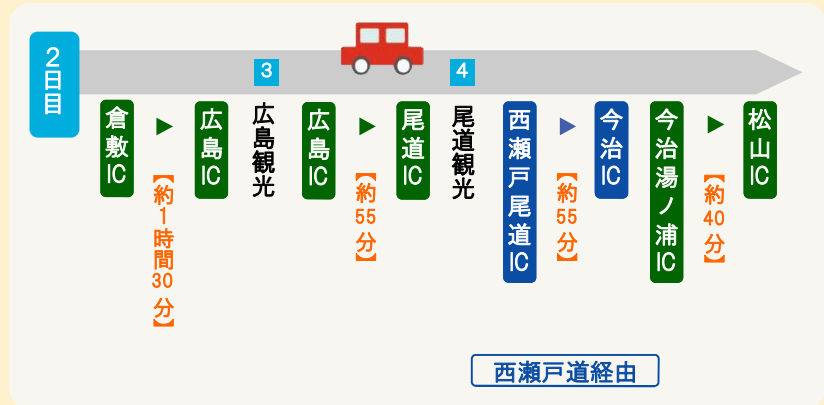 2日目
倉敷IC
▶
【約1時間30分】
広島IC
3
広島観光
広島IC
▶
【約55分】
尾道IC
4
尾道観光
西瀬戸尾道IC
▶
【約55分】
今治IC
今治湯ノ浦IC
▶
【約40分】
松山IC
西瀬戸道経由